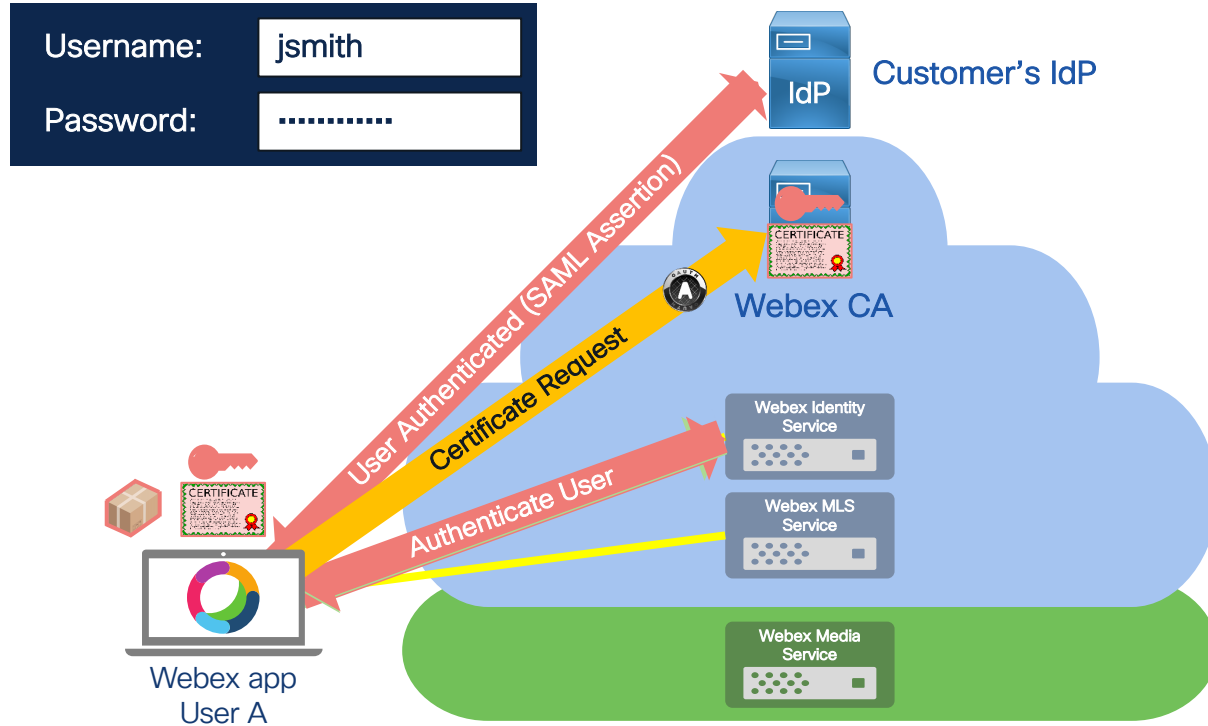 Username:
jsmith
Password:
IdP
Customer's IdP
User Authenticated (SAML Assertion)
CERTIFICATE
OAUTH
A
Webex CA
Certificate Request
Webex Identity
Service
Authenticate User
Webex MLS
Service
CERTIFICATE
Webex Media
Service
Webex app
User A